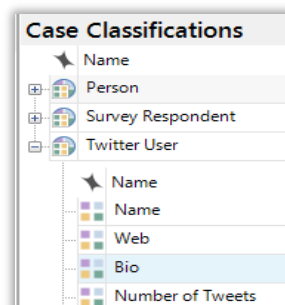 Case Classifications
Name
Person
Survey Respondent
Twitter User
Name
Name
Web
Bio
Number of Tweets